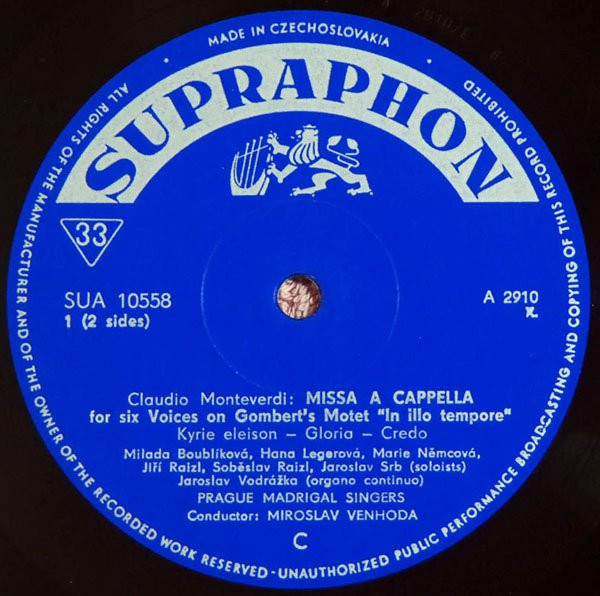 MADE IN CZECHOSLOVAKIA
ALL RIGHTS OF THE MANUFACTURER AND OF THE OWNER OF THE RECORDED WORK RESERVED - UNAUTHORIZED PUBLIC PERFORMANCE BROADCASTING AND COPYING OF THIS RECORD PROHIBITED
SUPRAPHON
33
SUA 10558
1 (2 sides)
A 2910
X.
Claudio Monteverdi: MISSA A CAPPELLA
for six Voices on Gombert's Motet "In illo tempore"
Kyrie eleison – Gloria – Credo
Milada Boublíková, Hana Legerová, Marie Němcová,
Jiří Raizl, Soběslav Raizl, Jaroslav Srb (soloists)
Jaroslav Vodrážka (organo continuo)
PRAGUE MADRIGAL SINGERS
Conductor: MIROSLAV VENHODA
C